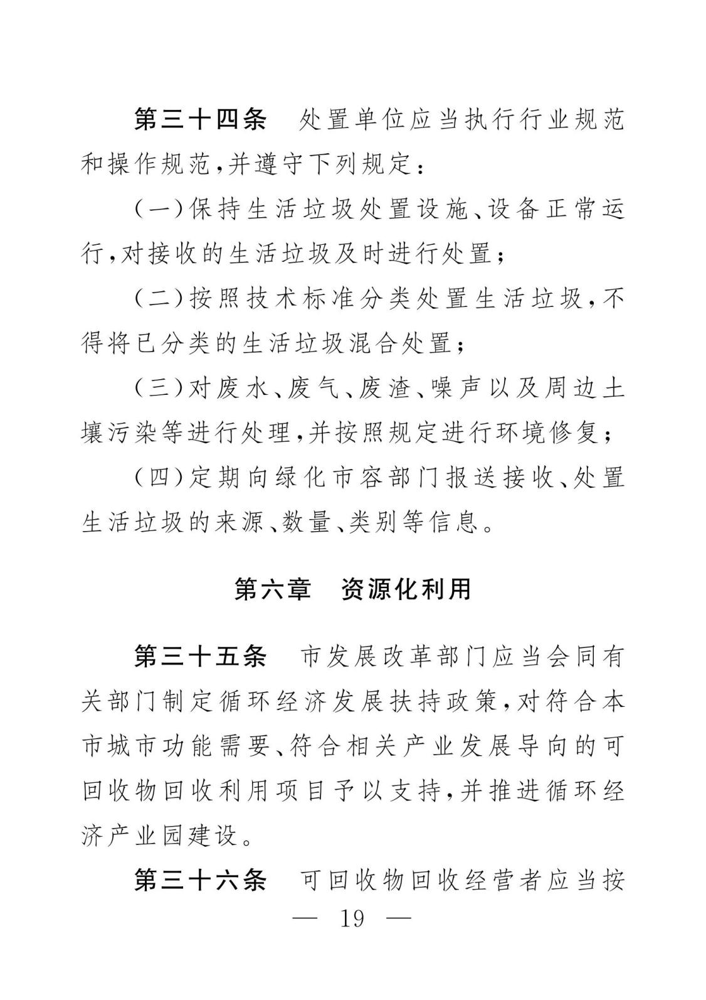 第三十四条　处置单位应当执行行业规范
和操作规范,并遵守下列规定:
(一)保持生活垃圾处置设施、设备正常运
行,对接收的生活垃圾及时进行处置;
(二)按照技术标准分类处置生活垃圾,不
得将已分类的生活垃圾混合处置;
(三)对废水、废气、废渣、噪声以及周边土
壤污染等进行处理,并按照规定进行环境修复;
(四)定期向绿化市容部门报送接收、处置
生活垃圾的来源、数量、类别等信息。
第六章　资源化利用
第三十五条　市发展改革部门应当会同有
关部门制定循环经济发展扶持政策,对符合本
市城市功能需要、符合相关产业发展导向的可
回收物回收利用项目予以支持,并推进循环经
济产业园建设。
第三十六条　可回收物回收经营者应当按
— 19 —